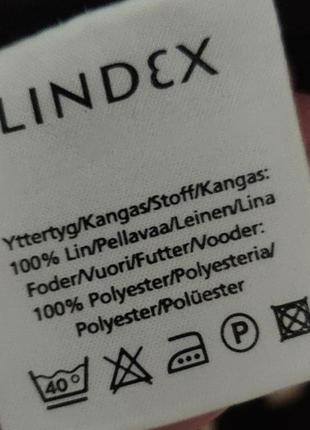 LINDEX
Yttertyg/Kangas/Stoff/Kangas:
100% Lin/Pellavaa/Leinen/Lina
Foder/Vuori/Futter/Vooder:
100% Polyester/Polyesteria/
Polyester/Polüester
40° P